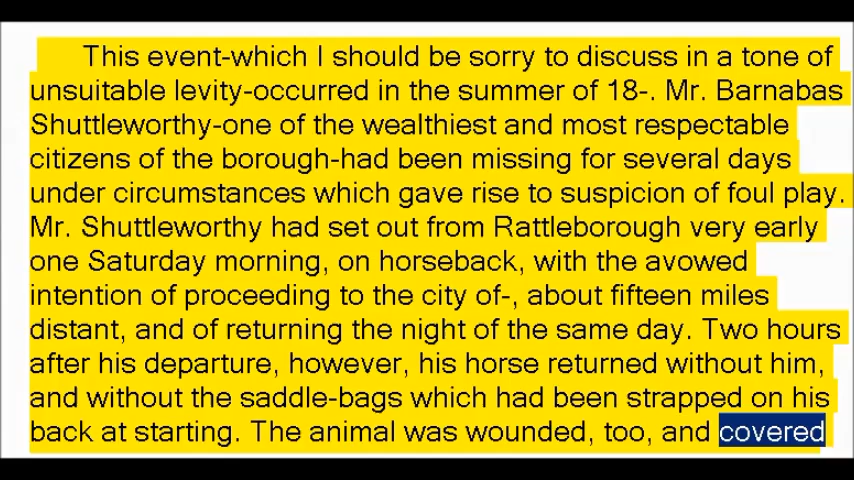 This event-which I should be sorry to discuss in a tone of
unsuitable levity-occurred in the summer of 18-. Mr. Barnabas
Shuttleworthy-one of the wealthiest and most respectable
citizens of the borough-had been missing for several days
under circumstances which gave rise to suspicion of foul play.
Mr. Shuttleworthy had set out from Rattleborough very early
one Saturday morning, on horseback, with the avowed
intention of proceeding to the city of-, about fifteen miles
distant, and of returning the night of the same day. Two hours
after his departure, however, his horse returned without him,
and without the saddle-bags which had been strapped on his
back at starting. The animal was wounded, too, and covered